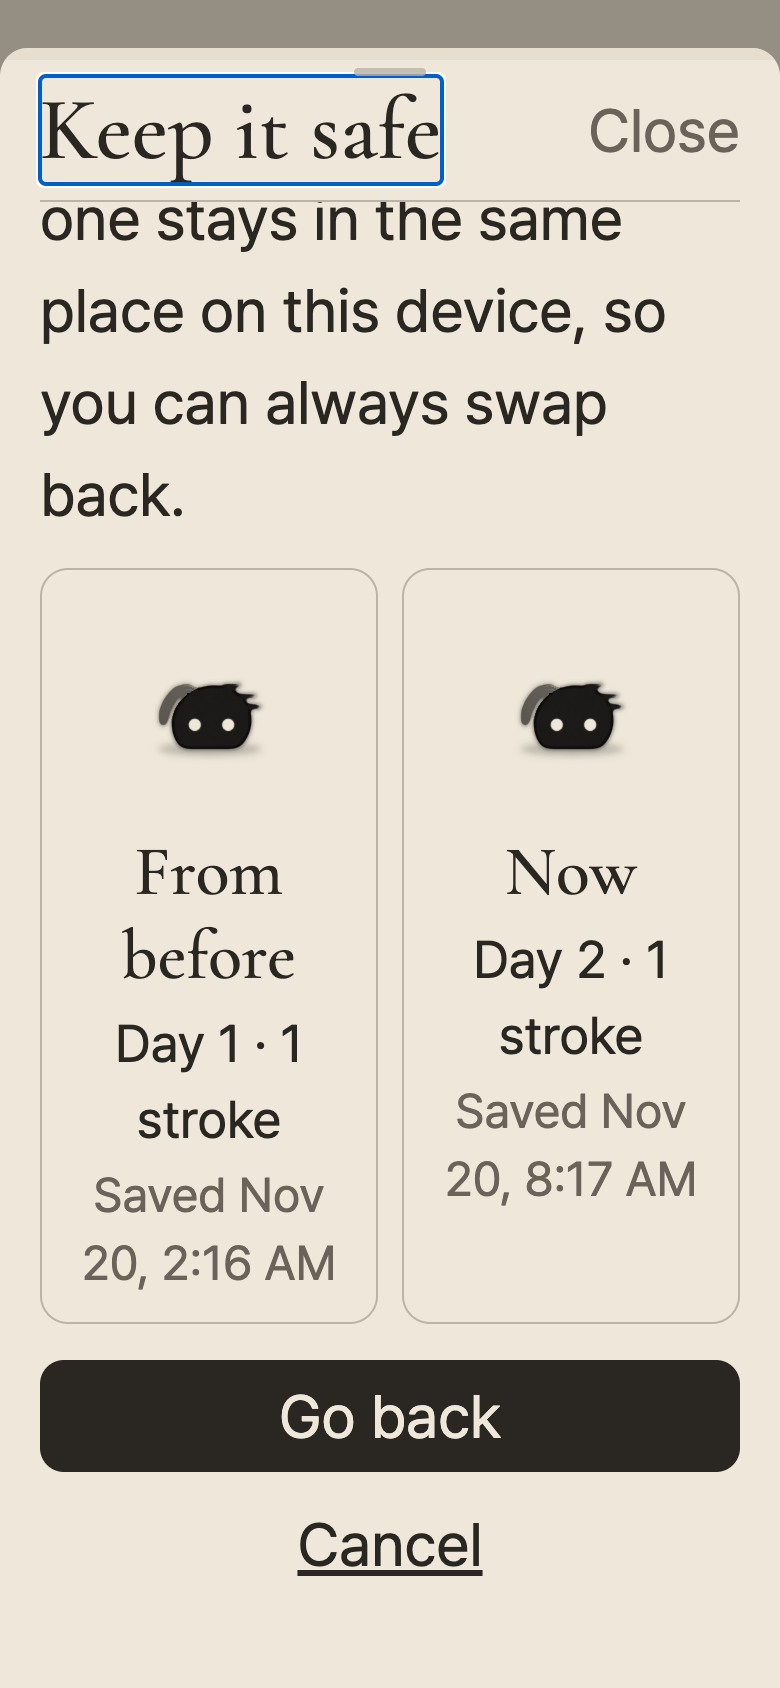 Keep it safe
Close
one stays in the same
place on this device, so
you can always swap
back.
From
before
Day 1 · 1
stroke
Saved Nov
20, 2:16 AM
Now
Day 2 · 1
stroke
Saved Nov
20, 8:17 AM
Go back
Cancel